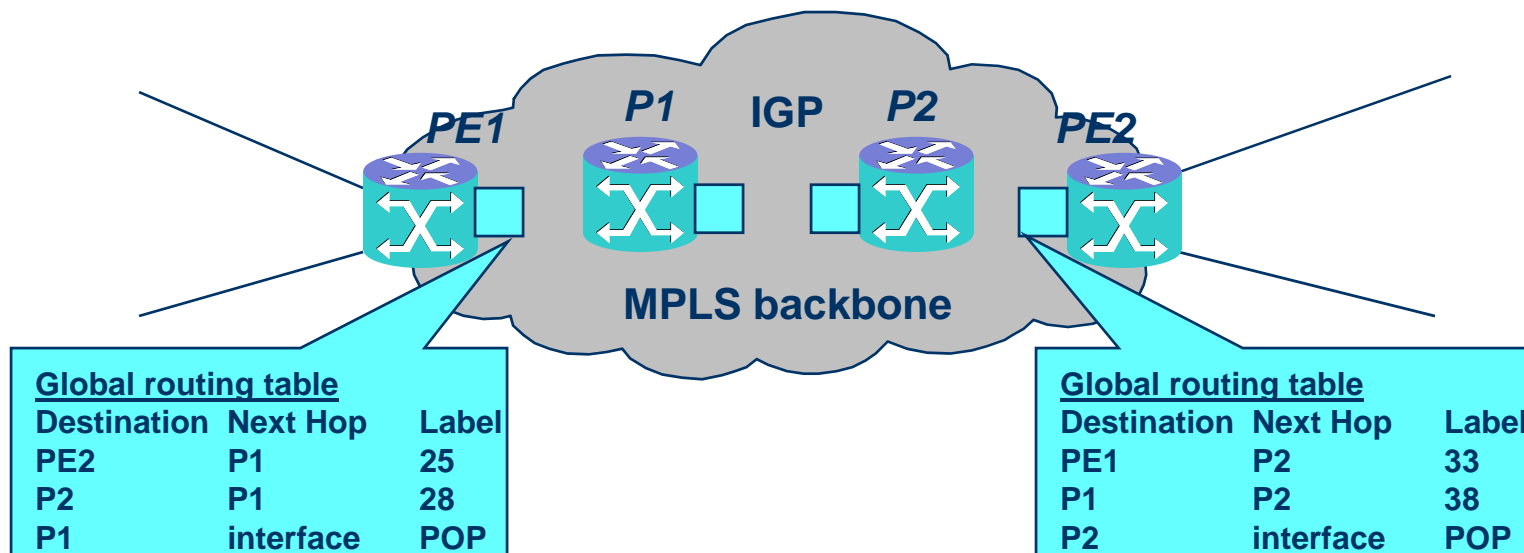 PE1
P1
IGP
P2
PE2
MPLS backbone
Global routing table
Destination Next Hop Label
PE2 P1 25
P2 P1 28
P1 interface POP
Global routing table
Destination Next Hop Label
PE1 P2 33
P1 P2 38
P2 interface POP